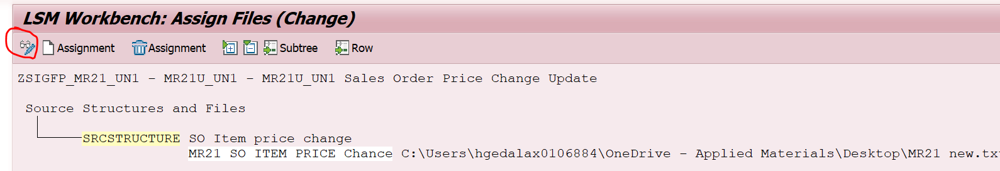 LSM Workbench: Assign Files (Change)
Assignment Assignment Subtree Row
ZSIGFP_MR21_UN1 - MR21U_UN1 - MR21U_UN1 Sales Order Price Change Update
Source Structures and Files
SRCSTRUCTURE SO Item price change
MR21 SO ITEM PRICE Chance C:\Users\hgedalax0106884\OneDrive - Applied Materials\Desktop\MR21 new.tx